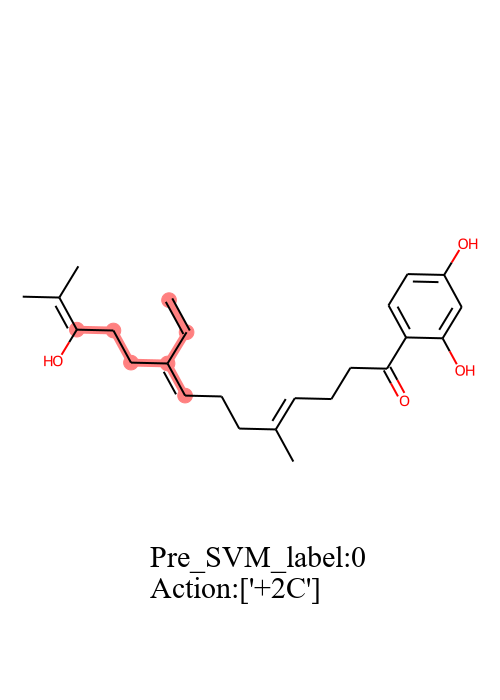 OH
HO
OH
O
Pre_SVM_label:0
Action:['+2C']